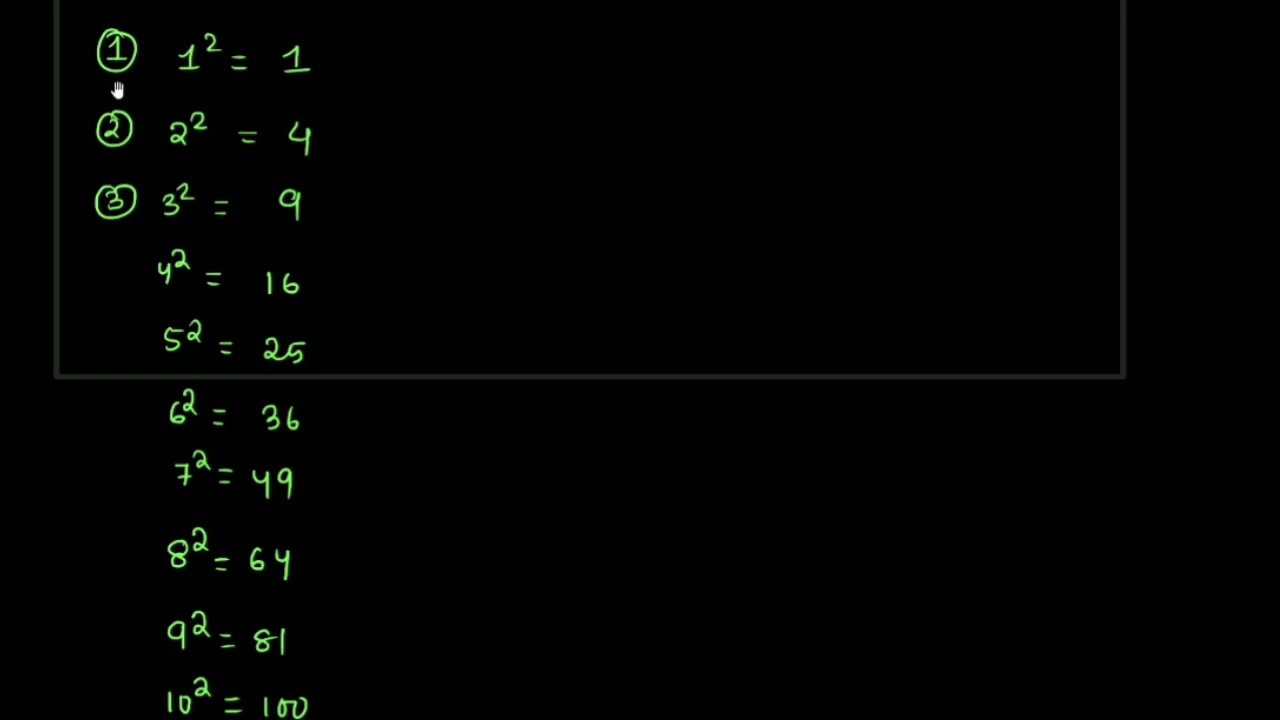 ① 1² = 1
② 2² = 4
③ 3² = 9
4² = 16
5² = 25
6² = 36
7² = 49
8² = 64
9² = 81
10² = 100